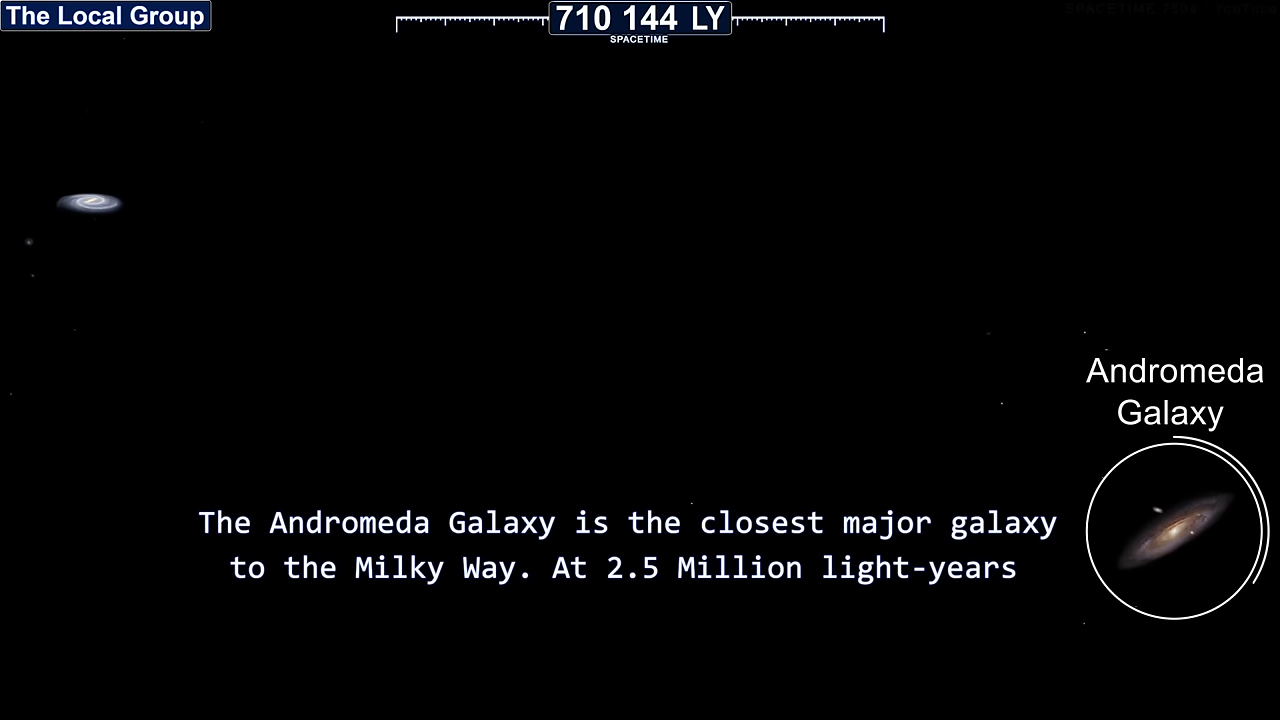 The Local Group
710 144 LY
SPACETIME
Andromeda
Galaxy
The Andromeda Galaxy is the closest major galaxy
to the Milky Way. At 2.5 Million light-years